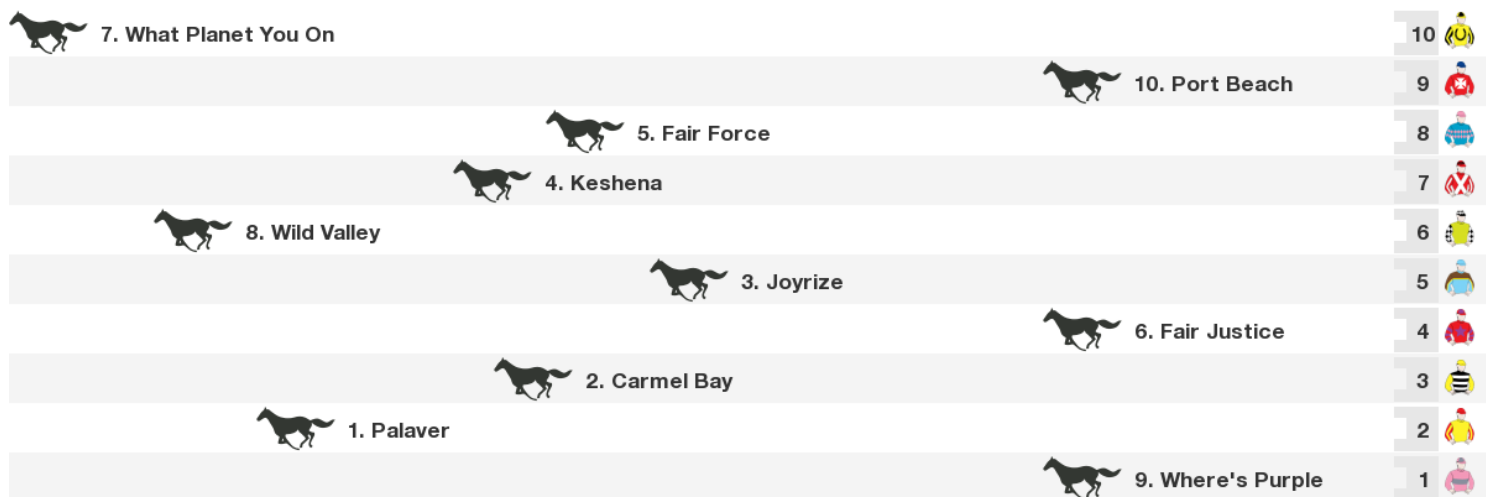 7. What Planet You On 10
10. Port Beach 9
5. Fair Force 8
4. Keshena 7
8. Wild Valley 6
3. Joyrize 5
6. Fair Justice 4
2. Carmel Bay 3
1. Palaver 2
9. Where's Purple 1